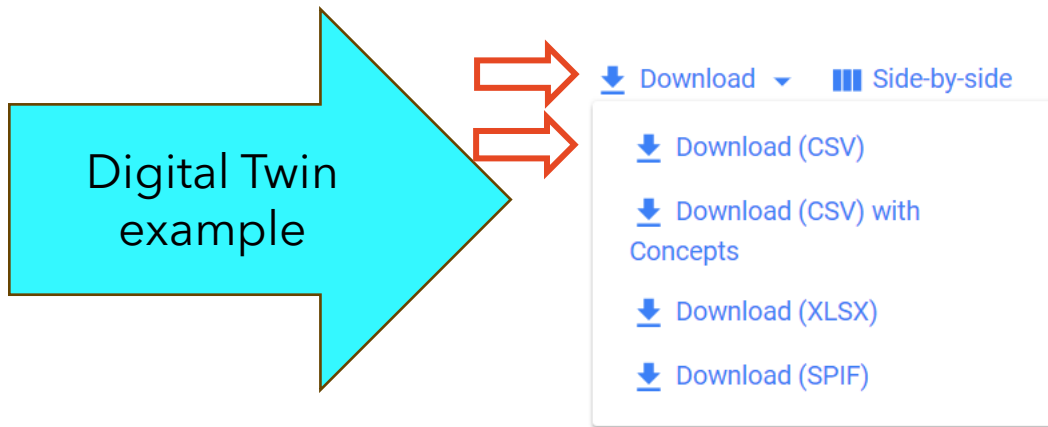 Digital Twin
example
Download
Side-by-side
Download (CSV)
Download (CSV) with
Concepts
Download (XLSX)
Download (SPIF)